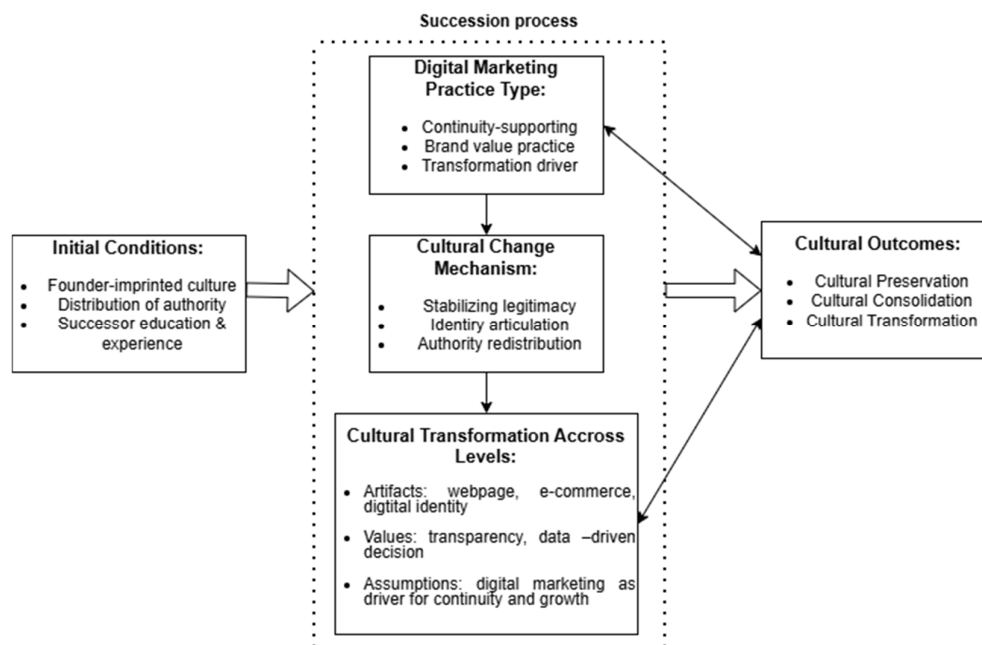 Succession process
Digital Marketing
Practice Type:
• Continuity-supporting
• Brand value practice
• Transformation driver
Initial Conditions:
• Founder-imprinted culture
• Distribution of authority
• Successor education &
experience
Cultural Change
Mechanism:
• Stabilizing legitimacy
• Identiry articulation
• Authority redistribution
Cultural Outcomes:
• Cultural Preservation
• Cultural Consolidation
• Cultural Transformation
Cultural Transformation Accross
Levels:
• Artifacts: webpage, e-commerce,
digtital identity
• Values: transparency, data –driven
decision
• Assumptions: digital marketing as
driver for continuity and growth